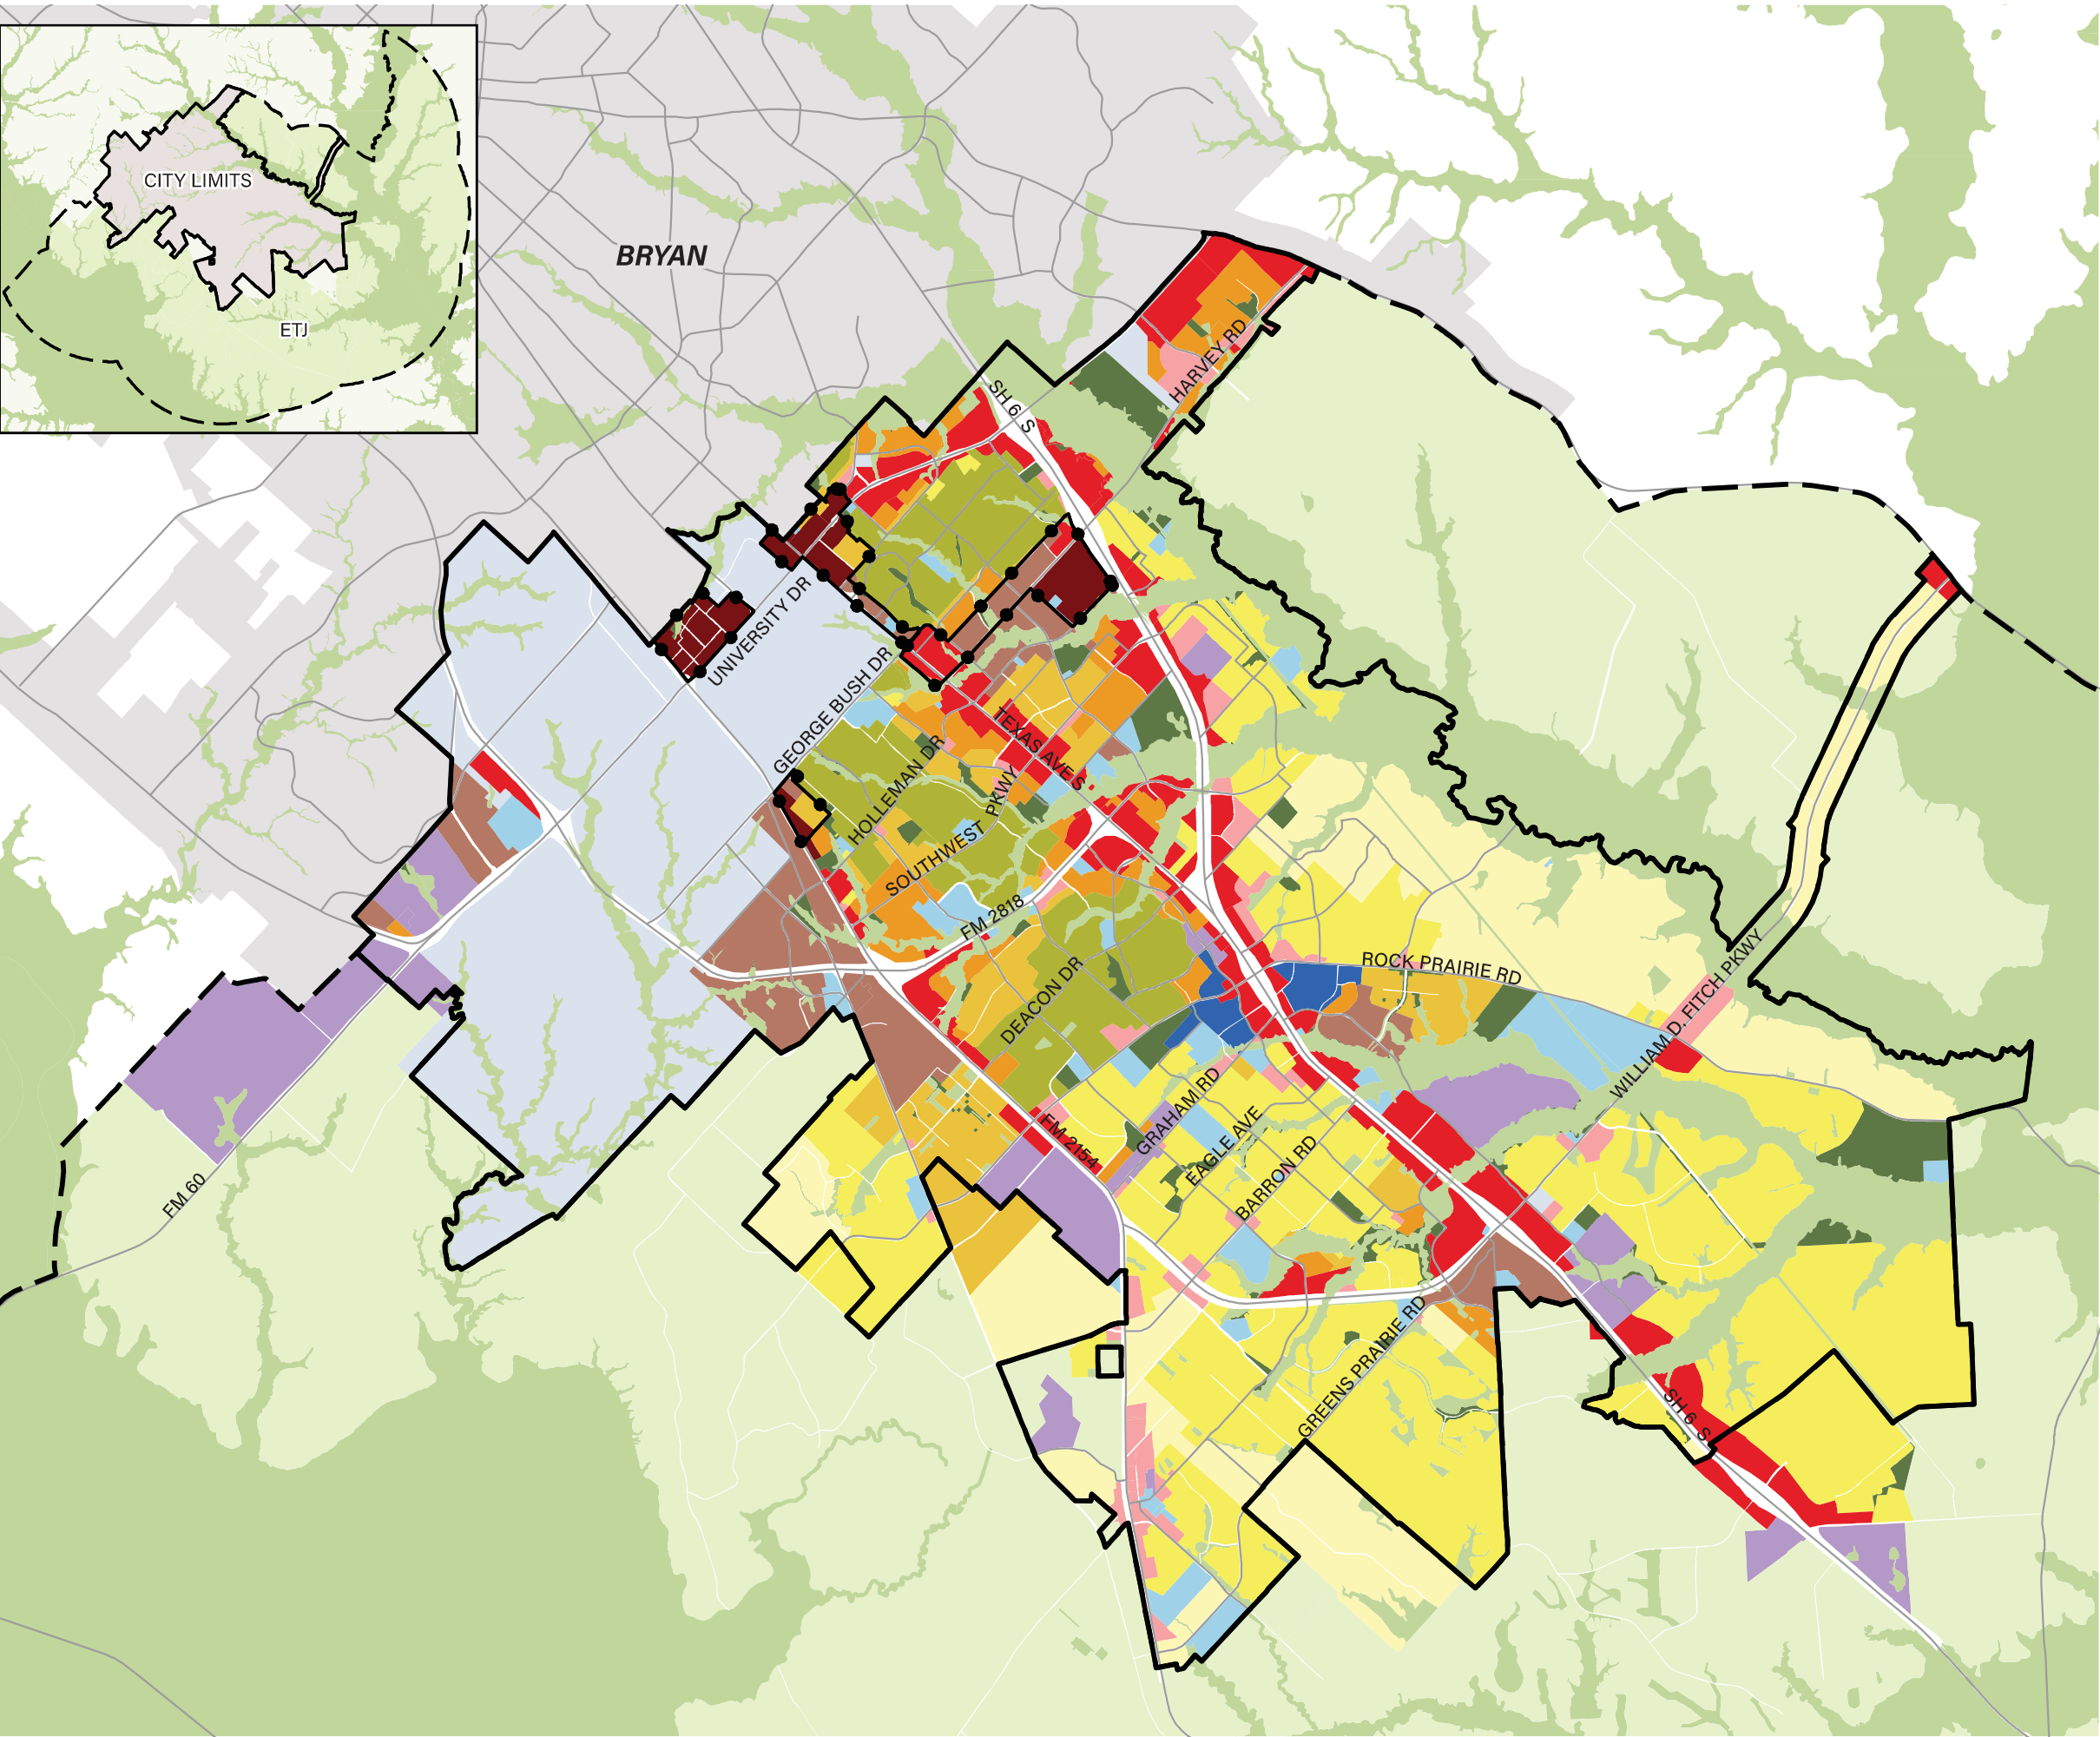 CITY LIMITS
ETJ
BRYAN
HARVEY RD
SH 6 S
UNIVERSITY DR
GEORGE BUSH DR
TEXAS AVE S
HOLLEMAN DR
SOUTHWEST PKWY
FM 2818
DEACON DR
ROCK PRAIRIE RD
WILLIAM D. FITCH PKWY
GRAHAM RD
EAGLE AVE
BARRON RD
FM 2154
FM 60
GREENS PRAIRIE RD
SH 6 S